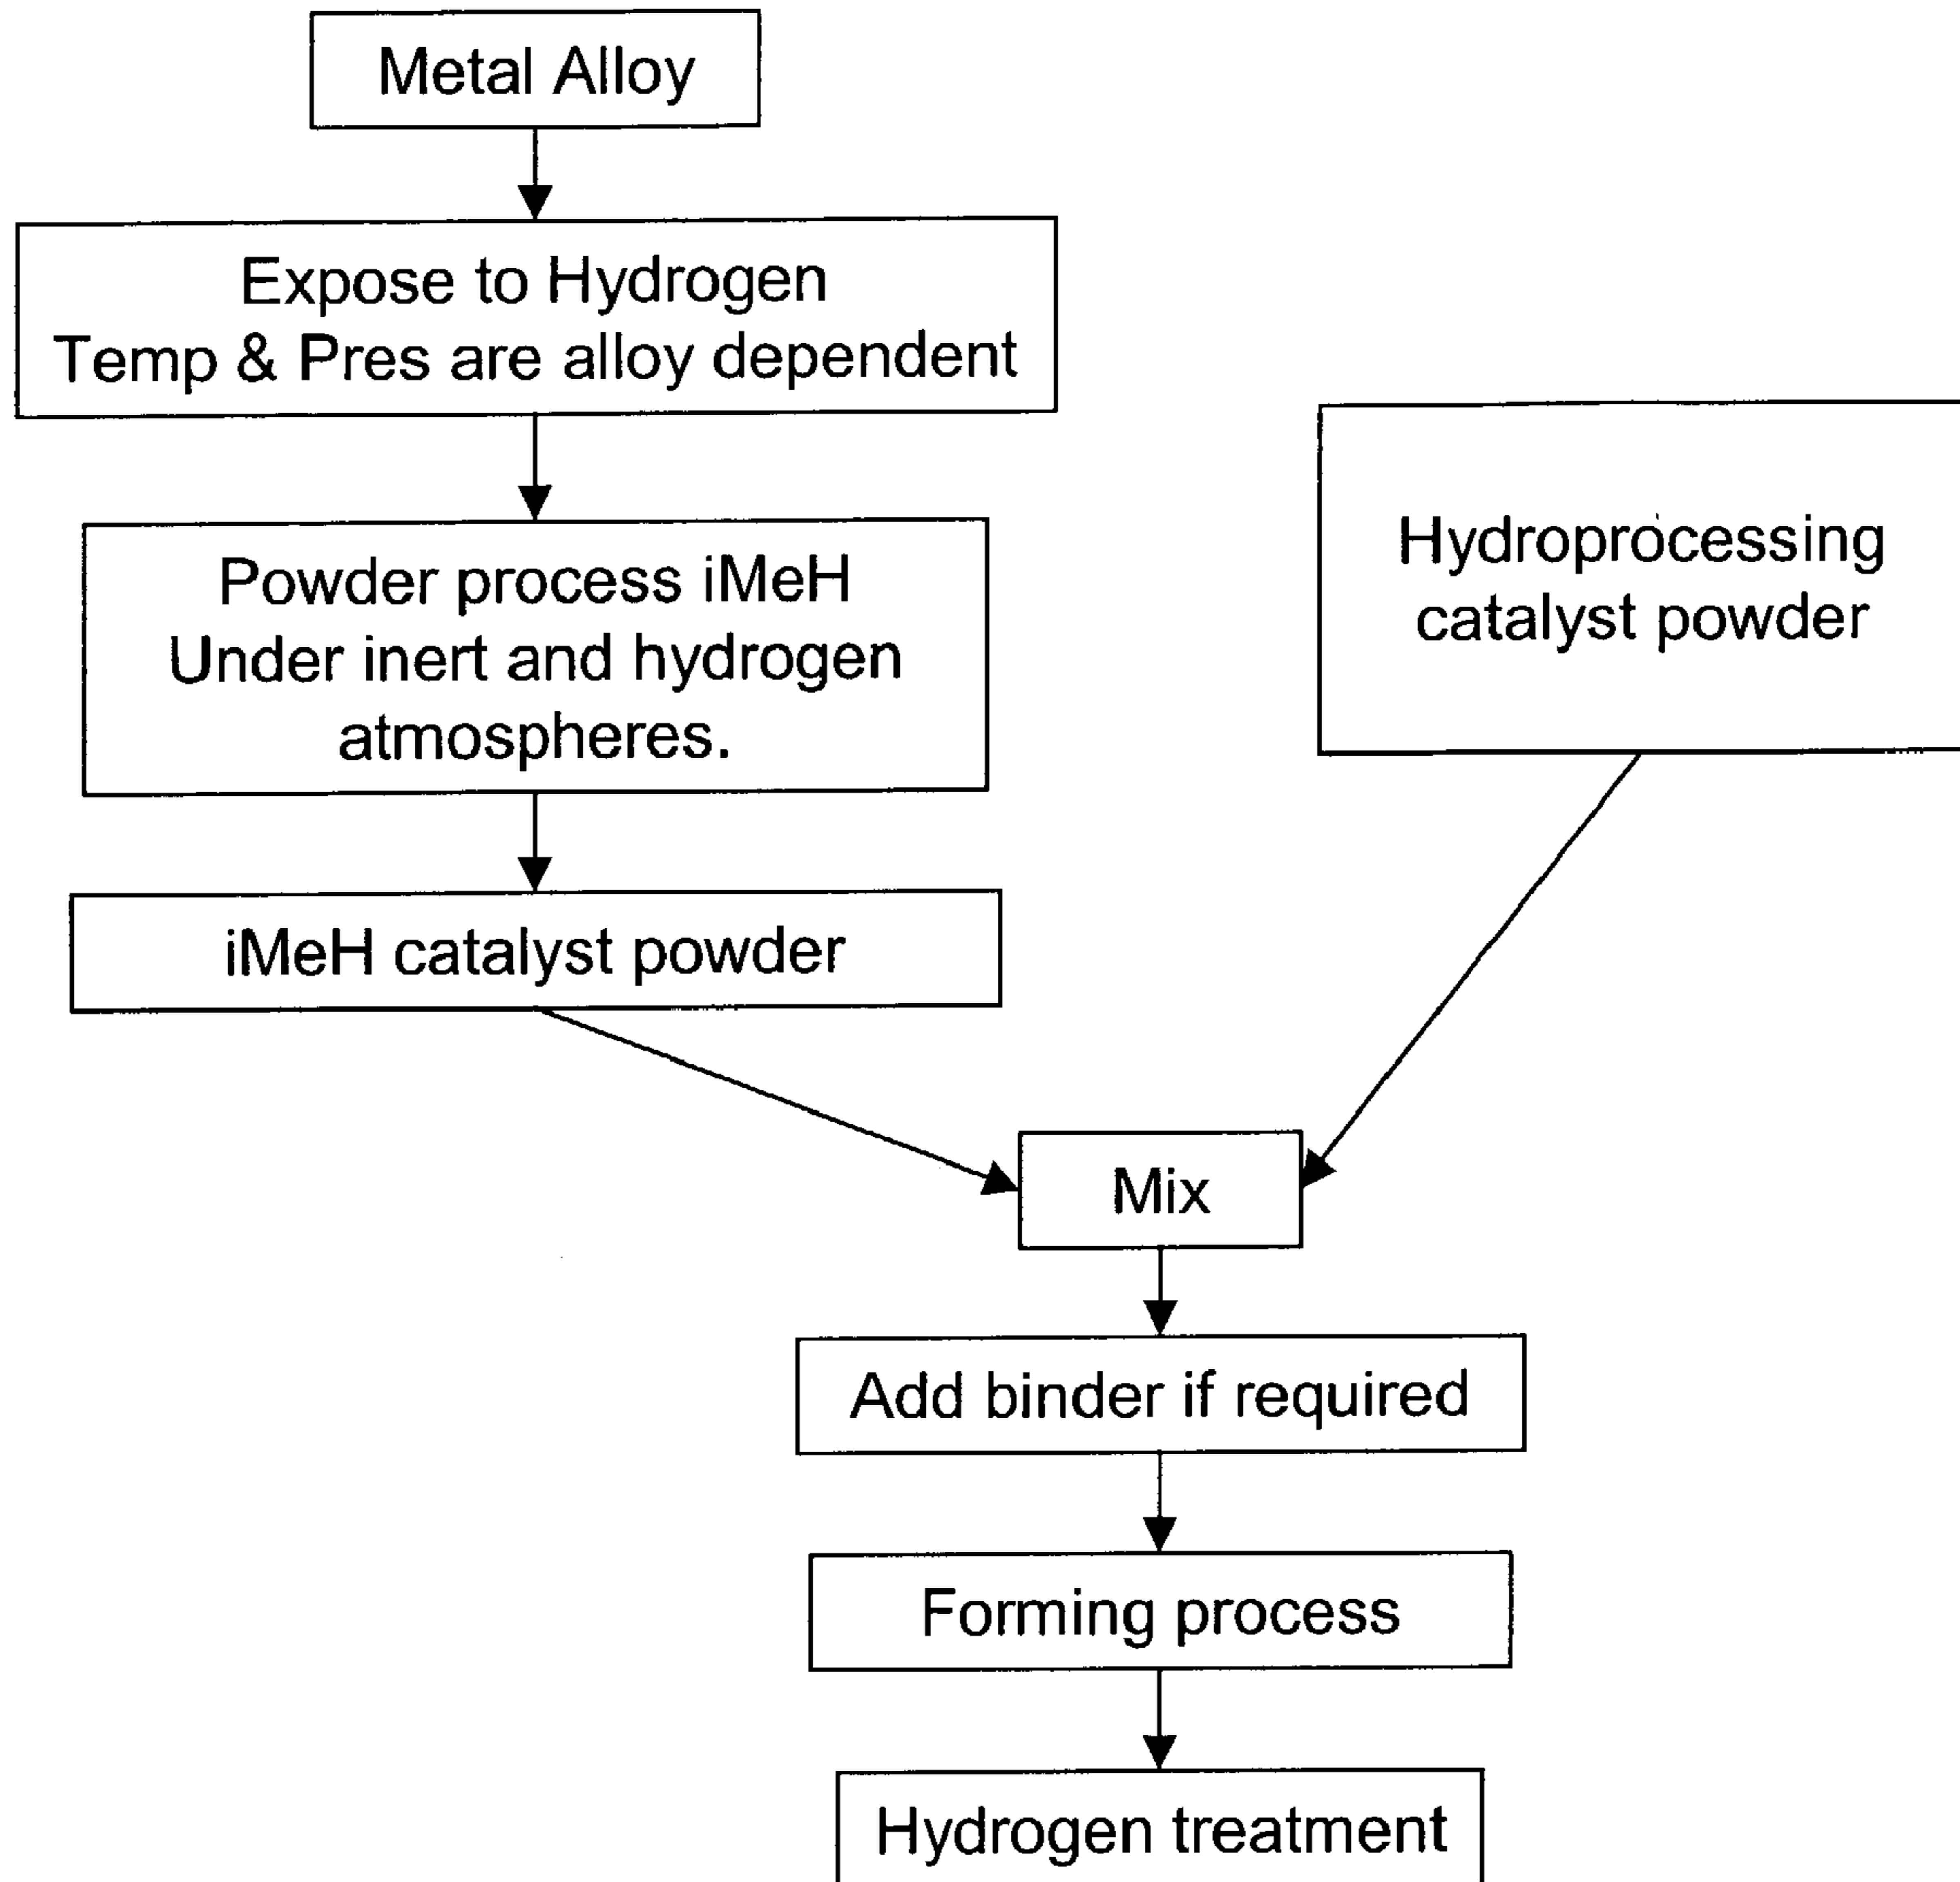 Metal Alloy
Expose to Hydrogen
Temp & Pres are alloy dependent
Powder process iMeH
Under inert and hydrogen
atmospheres.
iMeH catalyst powder
Hydroprocessing
catalyst powder
Mix
Add binder if required
Forming process
Hydrogen treatment